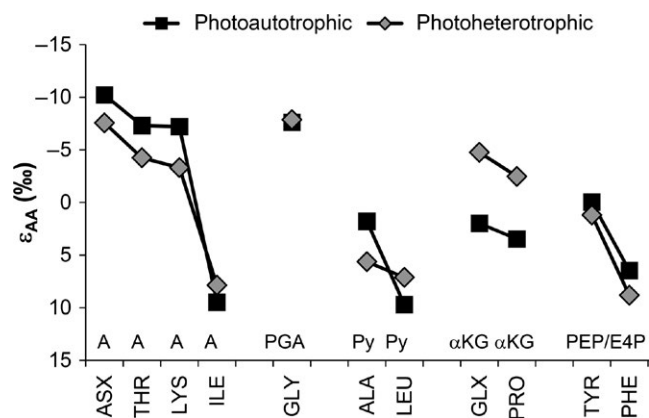 Photoautotrophic Photoheterotrophic
–15
–10
–5
0
5
10
15
εAA (‰)
A A A A PGA Py Py αKG αKG PEP/E4P
ASX THR LYS ILE GLY ALA LEU GLX PRO TYR PHE